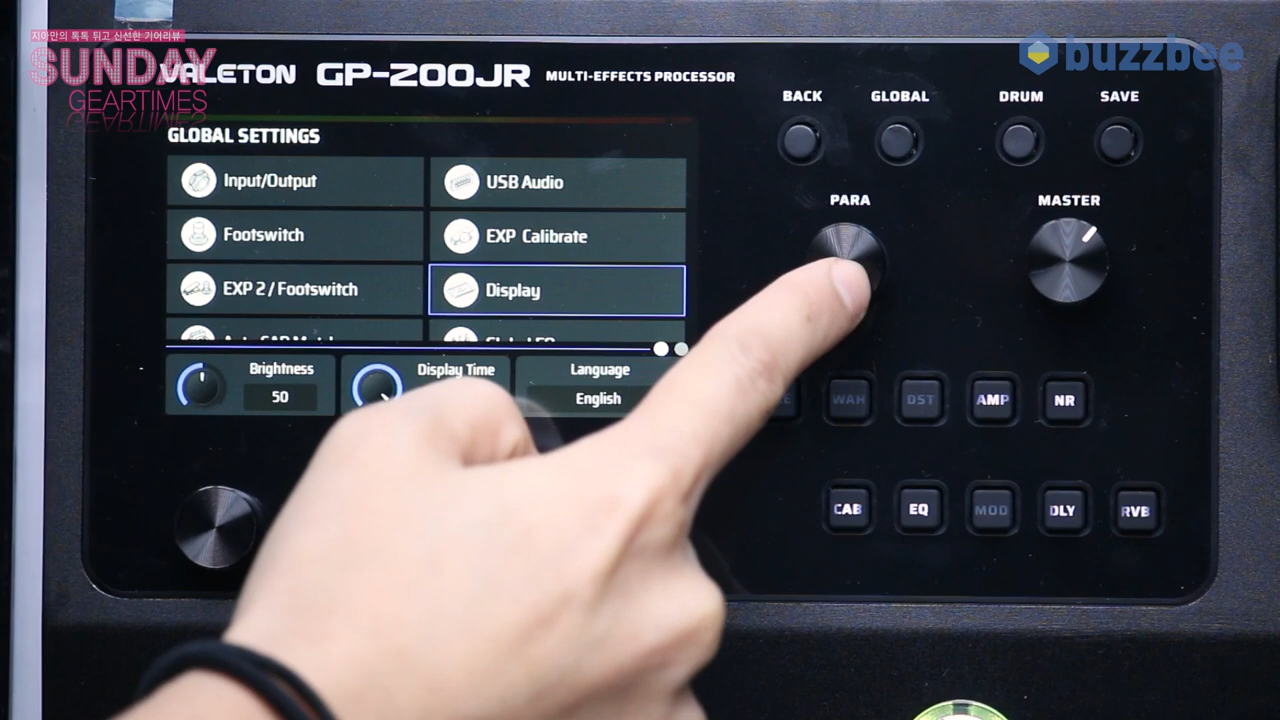 지아만의 톡톡 튀고 신선한 기어리뷰
SUNDAY
GEARTIMES
buzzbee
VALETON GP-200JR MULTI-EFFECTS PROCESSOR
BACK GLOBAL DRUM SAVE
GLOBAL SETTINGS
Input/Output USB Audio
Footswitch EXP Calibrate
EXP 2 / Footswitch Display
PARA MASTER
Brightness Display Time Language
50 English
WAH DST AMP NR
CAB EQ MOD DLY RVB